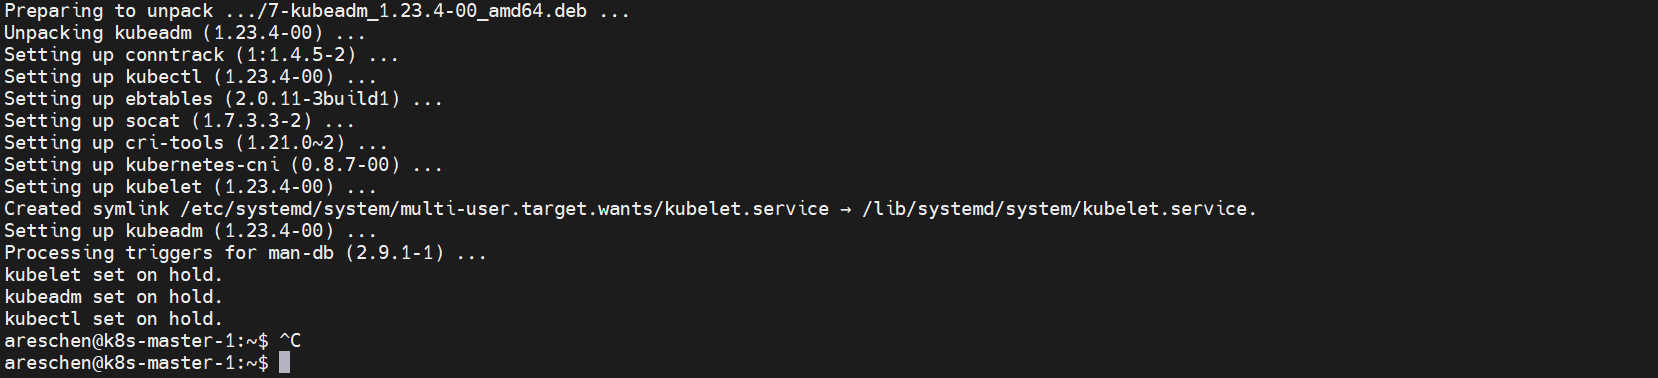 Preparing to unpack .../7-kubeadm_1.23.4-00_amd64.deb ...
Unpacking kubeadm (1.23.4-00) ...
Setting up conntrack (1:1.4.5-2) ...
Setting up kubectl (1.23.4-00) ...
Setting up ebtables (2.0.11-3build1) ...
Setting up socat (1.7.3.3-2) ...
Setting up cri-tools (1.21.0~2) ...
Setting up kubernetes-cni (0.8.7-00) ...
Setting up kubelet (1.23.4-00) ...
Created symlink /etc/systemd/system/multi-user.target.wants/kubelet.service → /lib/systemd/system/kubelet.service.
Setting up kubeadm (1.23.4-00) ...
Processing triggers for man-db (2.9.1-1) ...
kubelet set on hold.
kubeadm set on hold.
kubectl set on hold.
areschen@k8s-master-1:~$ ^C
areschen@k8s-master-1:~$